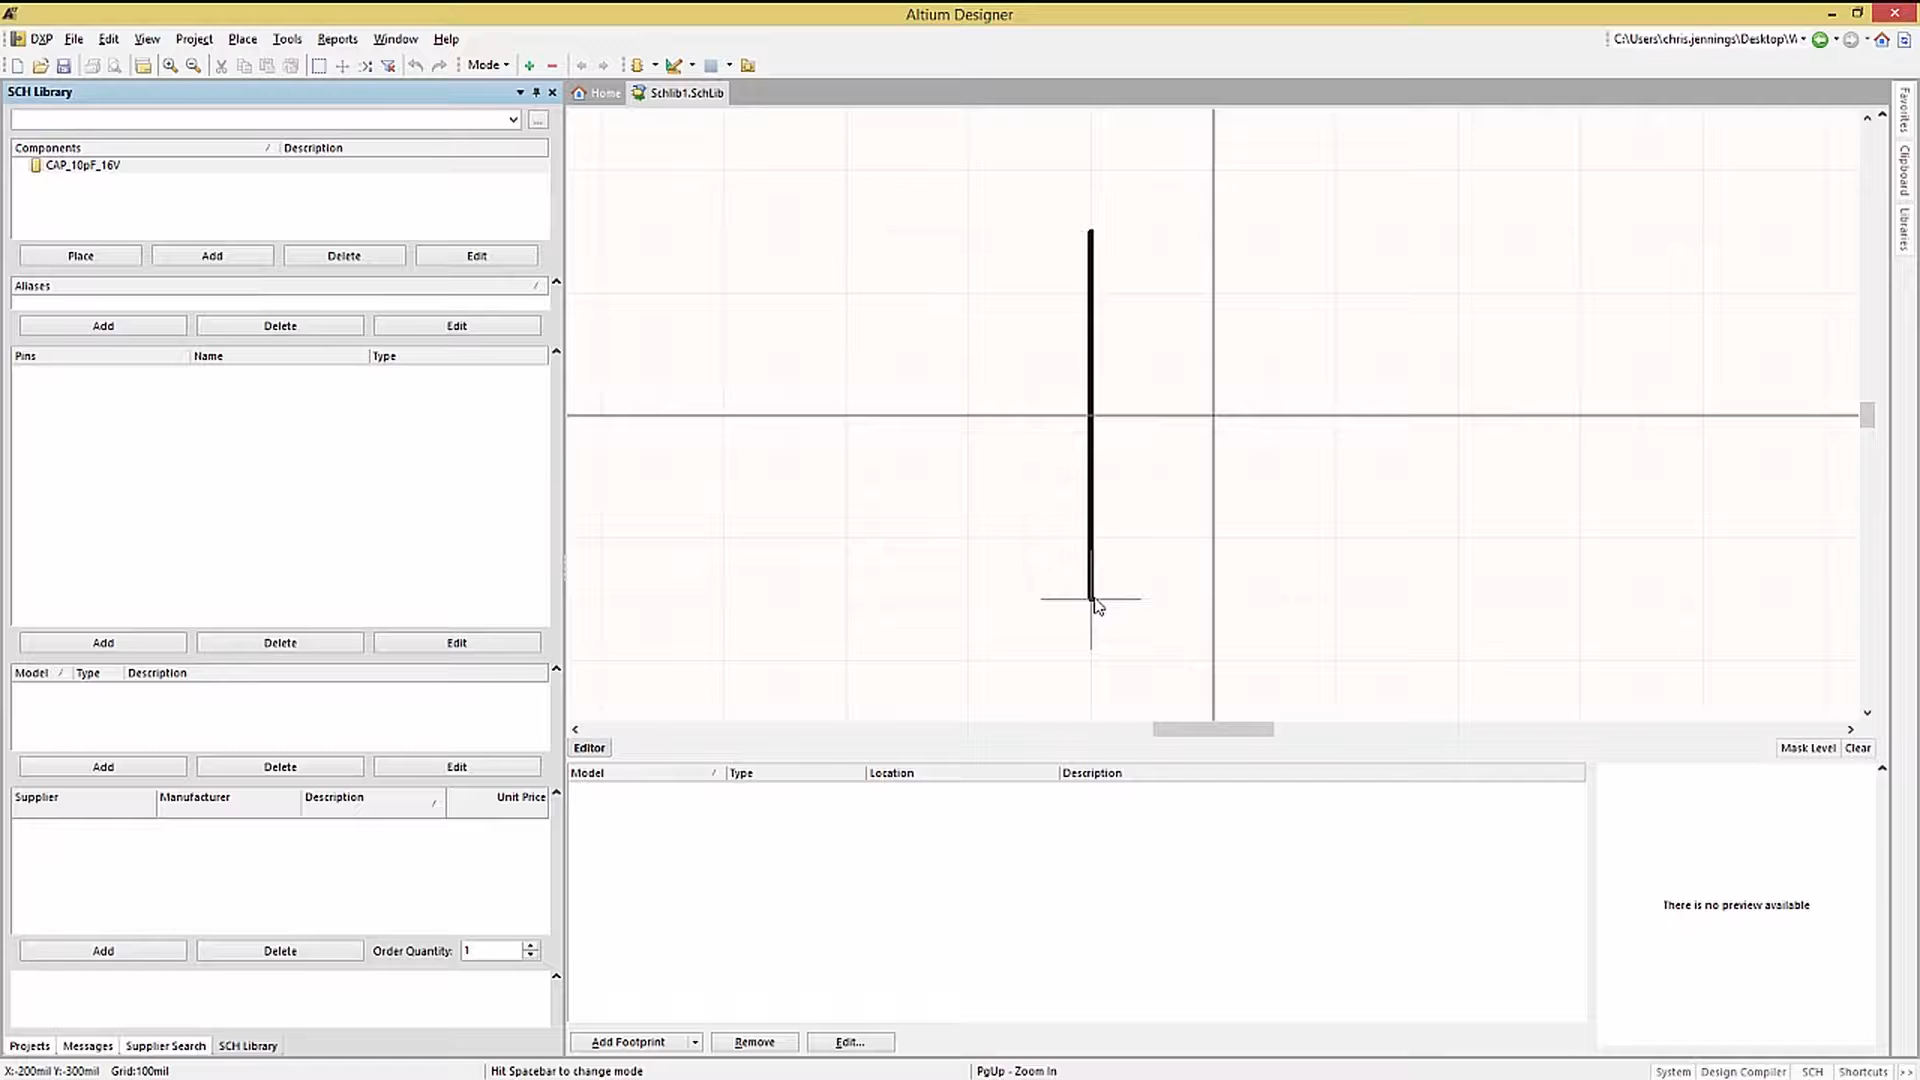 Altium Designer
DXP File Edit View Project Place Tools Reports Window Help
C:\Users\chris.jennings\Desktop\W
Mode
SCH Library
Home Schlib1.SchLib
...
Components / Description
CAP_10pF_16V
Place Add Delete Edit
Aliases /
Add Delete Edit
Pins Name Type
Add Delete Edit
Model / Type Description
Add Delete Edit
Supplier Manufacturer Description / Unit Price
Add Delete Order Quantity: 1
Projects Messages Supplier Search SCH Library
Favorites
Clipboard
Libraries
Editor
Mask Level Clear
Model / Type Location Description
There is no preview available
Add Footprint Remove Edit...
X:-200mil Y:-300mil Grid:100mil
Hit Spacebar to change mode
PgUp - Zoom In
System Design Compiler SCH Shortcuts >>